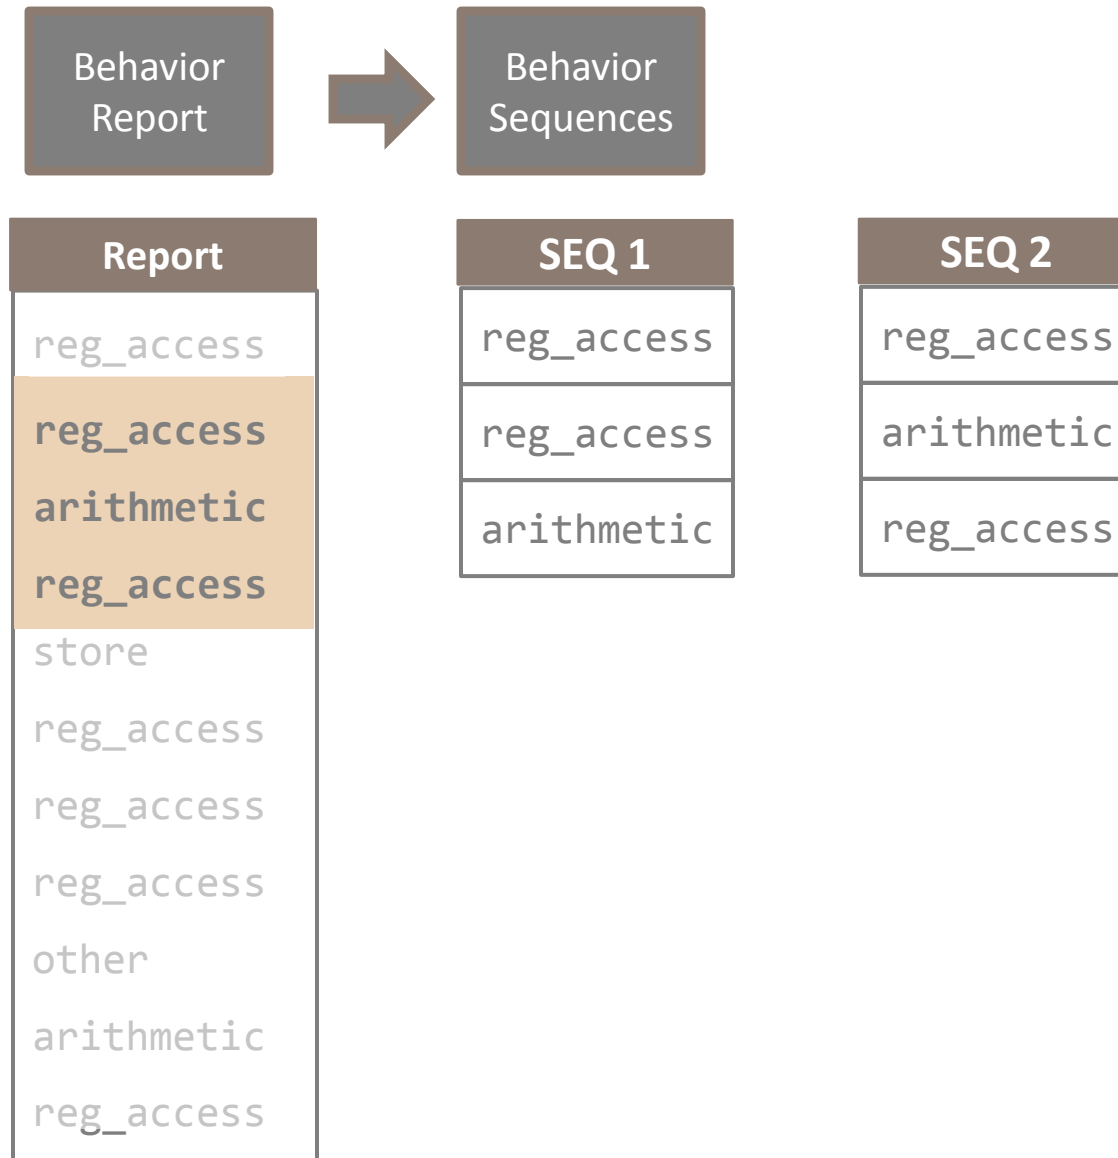 Behavior
Report
Behavior
Sequences
Report
reg_access
reg_access
arithmetic
reg_access
store
reg_access
reg_access
reg_access
other
arithmetic
reg_access
SEQ 1
reg_access
reg_access
arithmetic
SEQ 2
reg_access
arithmetic
reg_access